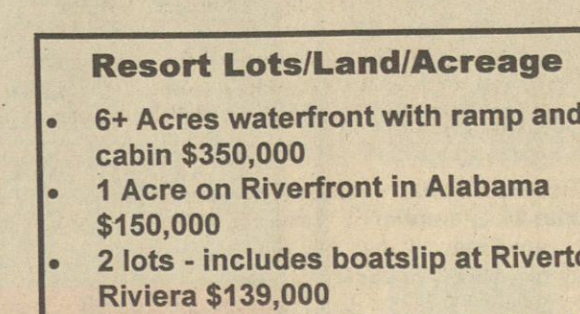 Resort Lots/Land/Acreage
• 6+ Acres waterfront with ramp and
cabin $350,000
• 1 Acre on Riverfront in Alabama
$150,000
• 2 lots - includes boatslip at
Riviera $139,000